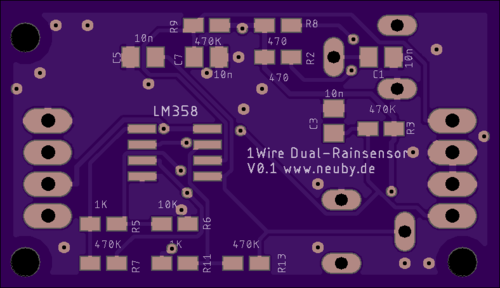 R9
R8
10n
470K
470
C5
C7
R2
C1
10n
10n
470
10n
470K
LM358
C3
R3
1Wire Dual-Rainsensor
V0.1 www.neuby.de
1K
10K
R5
R6
470K
1K
470K
R7
R11
R13